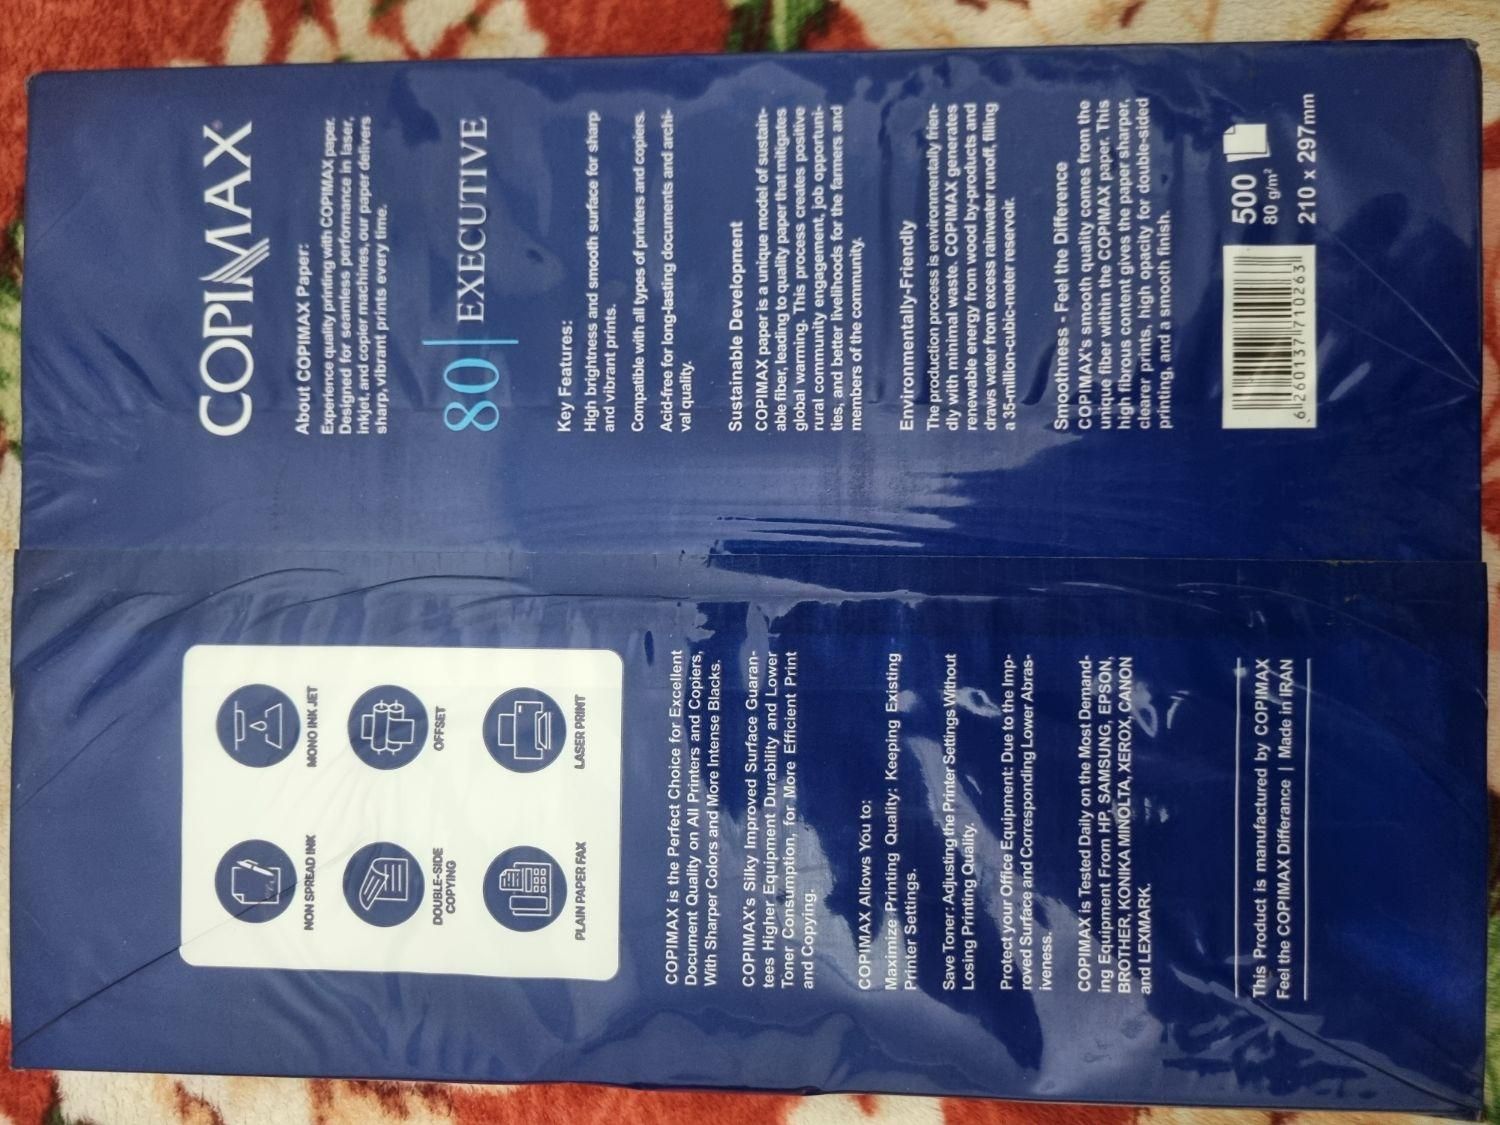 COPIMAX
About COPIMAX Paper:
Experience quality printing with COPIMAX paper.
Designed for seamless performance in laser,
inkjet, and copier machines, our paper delivers
sharp, vibrant prints every time.
80 | EXECUTIVE
Key Features:
High brightness and smooth surface for sharp
and vibrant prints.
Compatible with all types of printers and copiers.
Acid-free for long-lasting documents and archi-
val quality.
Sustainable Development
COPIMAX paper is a unique model of sustain-
able fiber, leading to quality paper that mitigates
global warming. This process creates positive
rural community engagement, job opportuni-
ties, and better livelihoods for the farmers and
members of the community.
Environmentally-Friendly
The production process is environmentally frien-
dly with minimal waste. COPIMAX generates
renewable energy from wood by-products and
draws water from excess rainwater runoff, filling
a 35-million-cubic-meter reservoir.
Smoothness - Feel the Difference
COPIMAX's smooth quality comes from the
unique fiber within the COPIMAX paper. This
high fibrous content gives the paper sharper,
clearer prints, high opacity for double-sided
printing, and a smooth finish.
6 260137 710263
500
80 g/m²
210 x 297mm
NON SPREAD INK
MONO INK JET
DOUBLE-SIDE
COPYING
OFFSET
PLAIN PAPER FAX
LASER PRINT
COPIMAX is the Perfect Choice for Excellent
Document Quality on All Printers and Copiers,
With Sharper Colors and More Intense Blacks.
COPIMAX's Silky Improved Surface Guaran-
tees Higher Equipment Durability and Lower
Toner Consumption, for More Efficient Print
and Copying.
COPIMAX Allows You to:
Maximize Printing Quality: Keeping Existing
Printer Settings.
Save Toner: Adjusting the Printer Settings Without
Losing Printing Quality.
Protect your Office Equipment: Due to the Imp-
roved Surface and Corresponding Lower Abras-
iveness.
COPIMAX is Tested Daily on the Most Demand-
ing Equipment From HP, SAMSUNG, EPSON,
BROTHER, KONIKA MINOLTA, XEROX, CANON
and LEXMARK.
This Product is manufactured by COPIMAX
Feel the COPIMAX Differance | Made in IRAN